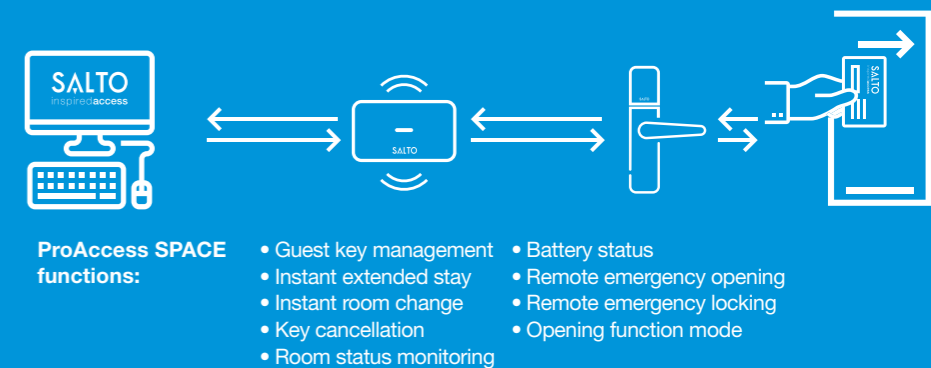 SALTO
inspiredaccess
SALTO
SALTO
ProAccess SPACE
functions:
• Guest key management
• Instant extended stay
• Instant room change
• Key cancellation
• Room status monitoring
• Battery status
• Remote emergency opening
• Remote emergency locking
• Opening function mode